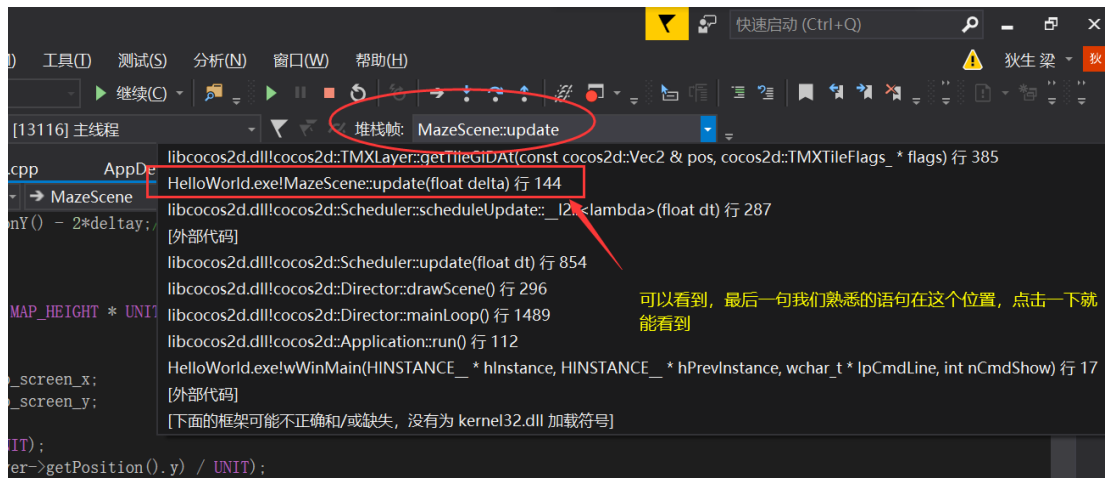 快速启动 (Ctrl+Q)
工具(T) 测试(S) 分析(N) 窗口(W) 帮助(H) 狄生 梁 狄
继续(C)
[13116] 主线程 堆栈帧: MazeScene::update
libcocos2d.dll!cocos2d::TMXLayer::getTileGIDAt(const cocos2d::Vec2 & pos, cocos2d::TMXTileFlags_ * flags) 行 385
.cpp AppDe
HelloWorld.exe!MazeScene::update(float delta) 行 144
MazeScene
libcocos2d.dll!cocos2d::Scheduler::scheduleUpdate::__l2::<lambda>(float dt) 行 287
onY() - 2*deltay;/
[外部代码]
libcocos2d.dll!cocos2d::Scheduler::update(float dt) 行 854
libcocos2d.dll!cocos2d::Director::drawScene() 行 296
可以看到，最后一句我们熟悉的语句在这个位置，点击一下就
能看到
MAP_HEIGHT * UNIT
libcocos2d.dll!cocos2d::Director::mainLoop() 行 1489
libcocos2d.dll!cocos2d::Application::run() 行 112
HelloWorld.exe!wWinMain(HINSTANCE__ * hInstance, HINSTANCE__ * hPrevInstance, wchar_t * lpCmdLine, int nCmdShow) 行 17
o_screen_x;
[外部代码]
o_screen_y;
[下面的框架可能不正确和/或缺失，没有为 kernel32.dll 加载符号]
NIT);
er->getPosition().y) / UNIT);